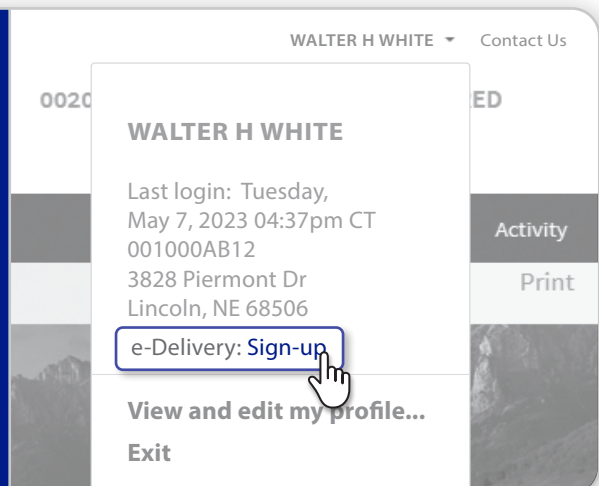 WALTER H WHITE Contact Us
0020
ED
WALTER H WHITE
Last login: Tuesday,
May 7, 2023 04:37pm CT
001000AB12
3828 Piermont Dr
Lincoln, NE 68506
e-Delivery: Sign-up
View and edit my profile...
Exit
Activity
Print